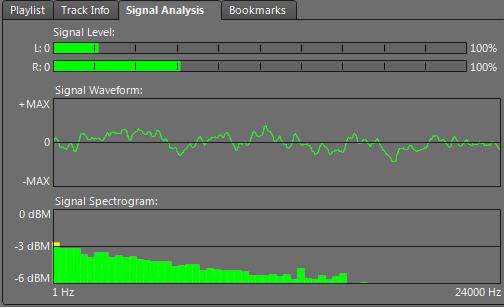 Playlist Track Info Signal Analysis Bookmarks
Signal Level:
L: 0 100%
R: 0 100%
Signal Waveform:
+MAX
0
-MAX
Signal Spectrogram:
0 dBM
-3 dBM
-6 dBM
1 Hz 24000 Hz